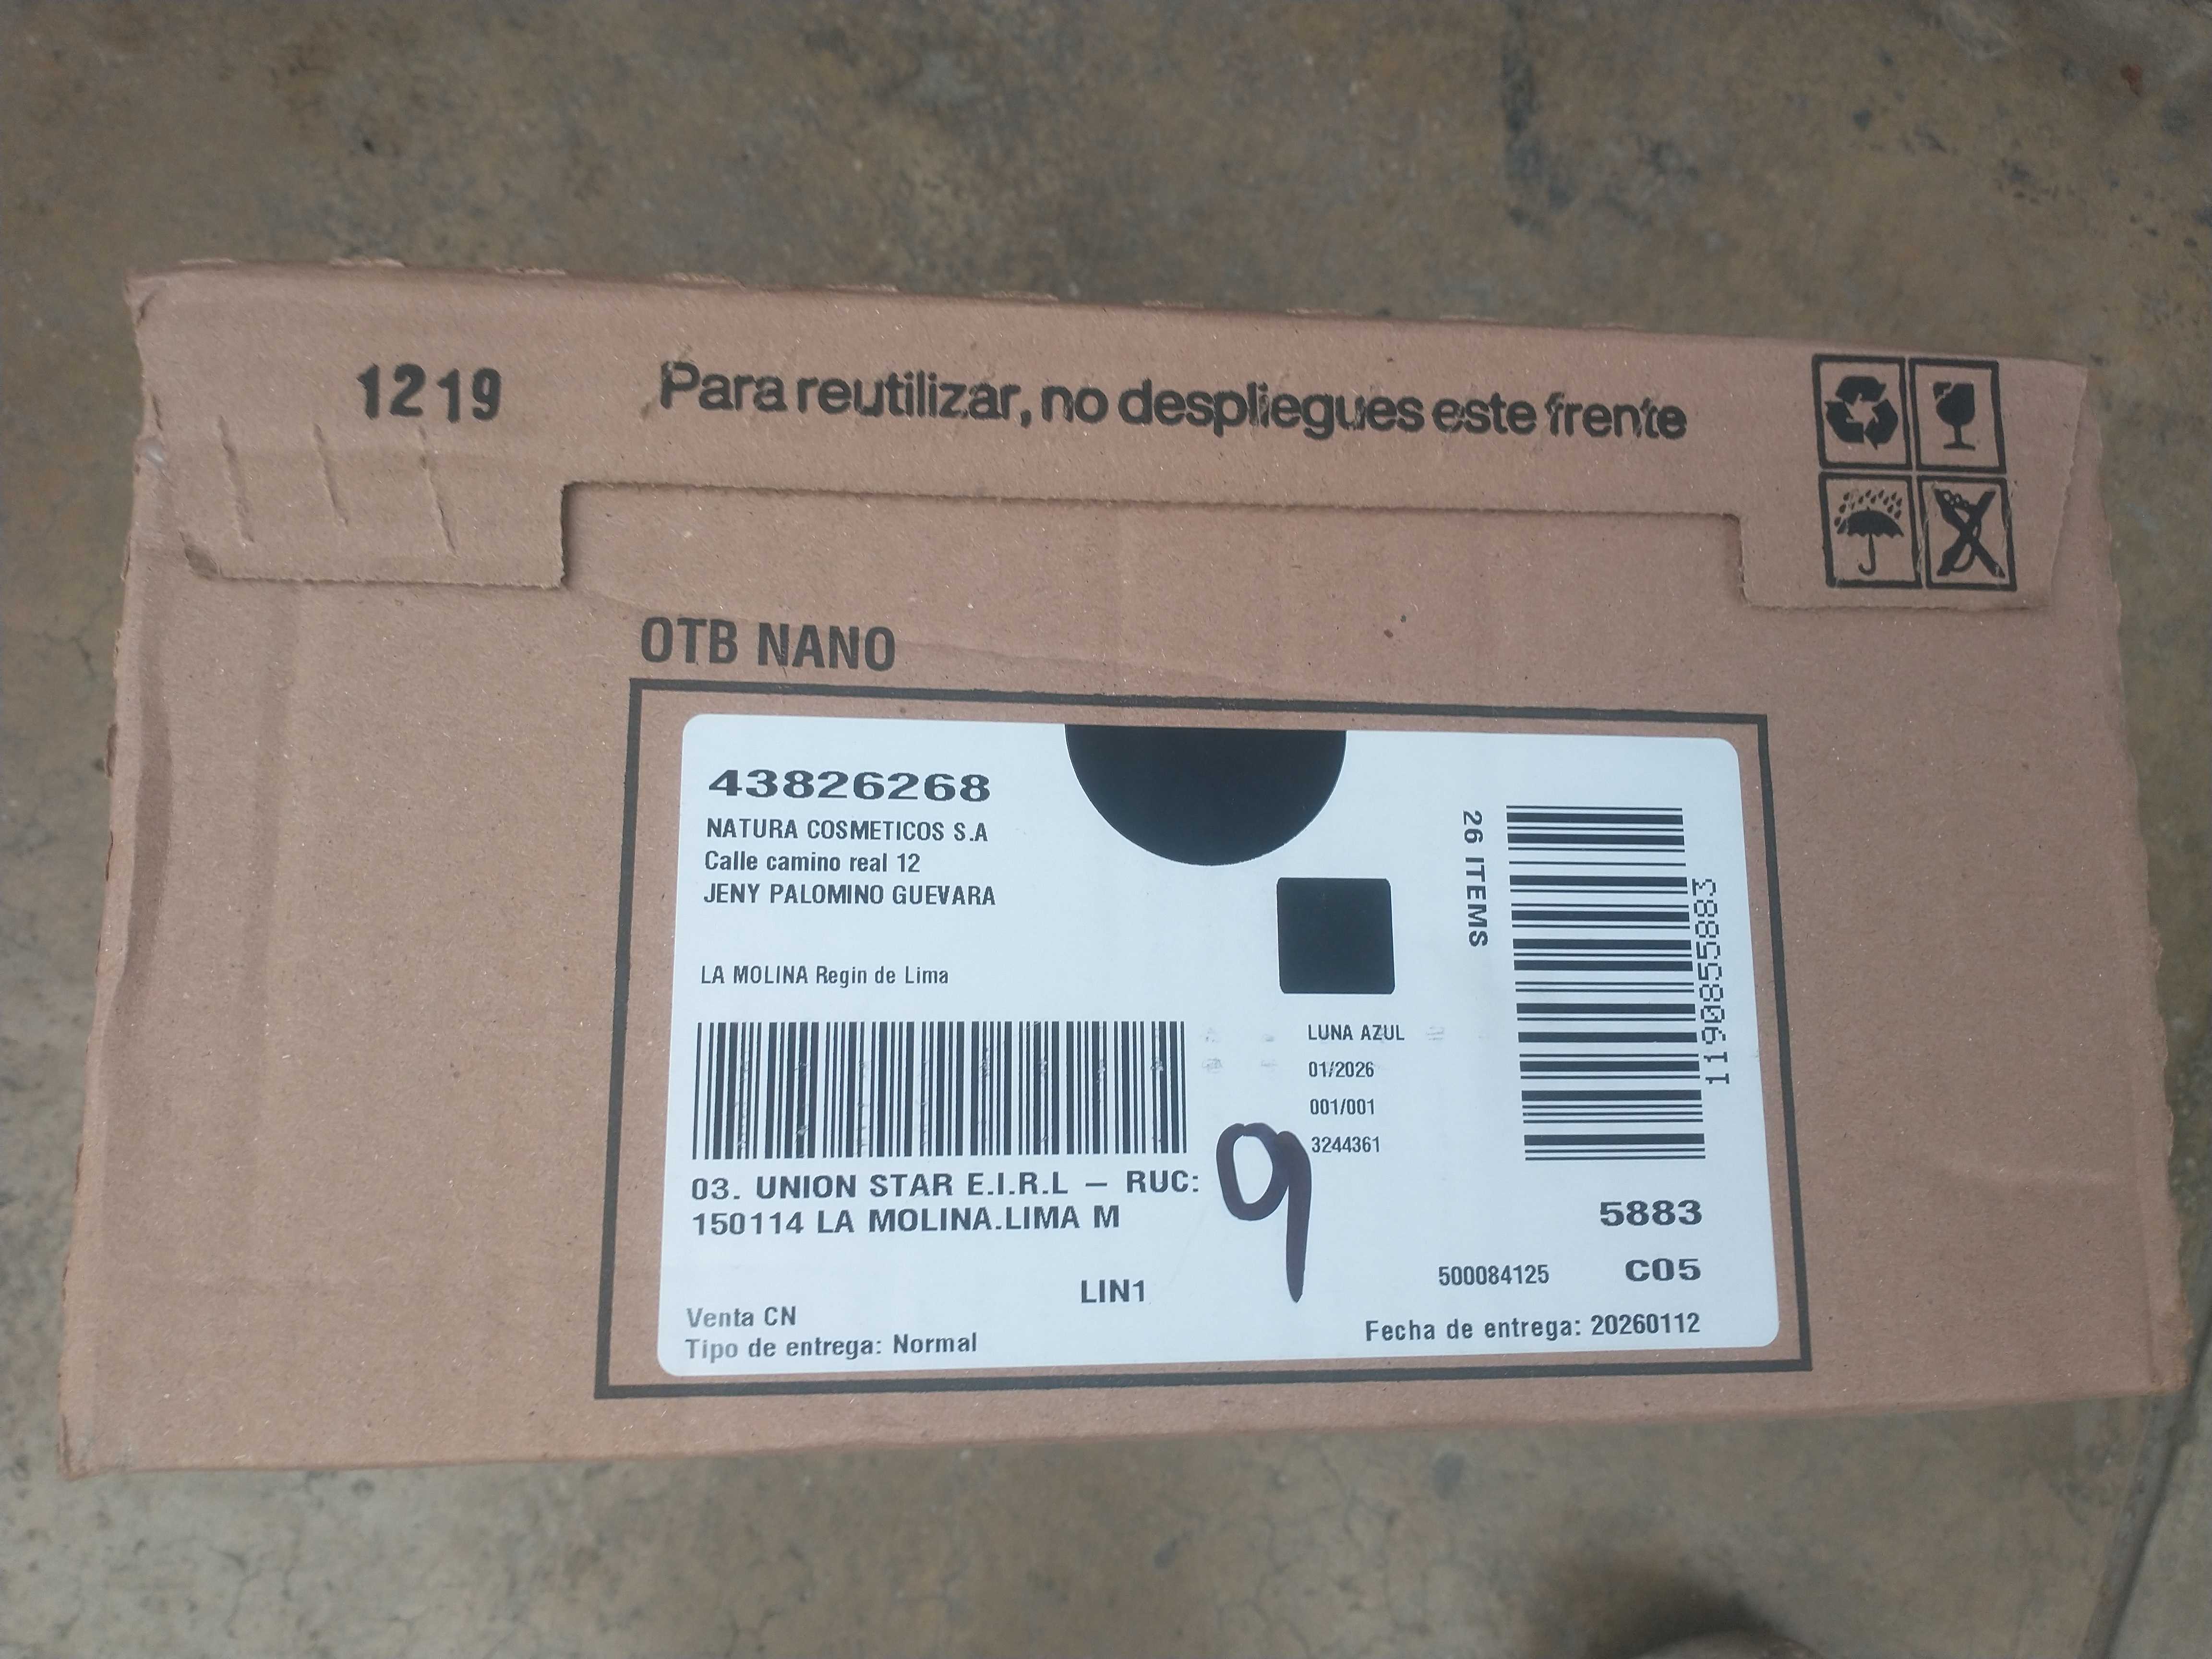 1219
Para reutilizar, no despliegues este frente
OTB NANO
43826268
NATURA COSMETICOS S.A
Calle camino real 12
JENY PALOMINO GUEVARA
LA MOLINA Regin de Lima
26 ITEMS
1190855883
LUNA AZUL
01/2026
001/001
3244361
03. UNION STAR E.I.R.L – RUC:
150114 LA MOLINA.LIMA M
9
5883
LIN1
500084125
C05
Venta CN
Tipo de entrega: Normal
Fecha de entrega: 20260112